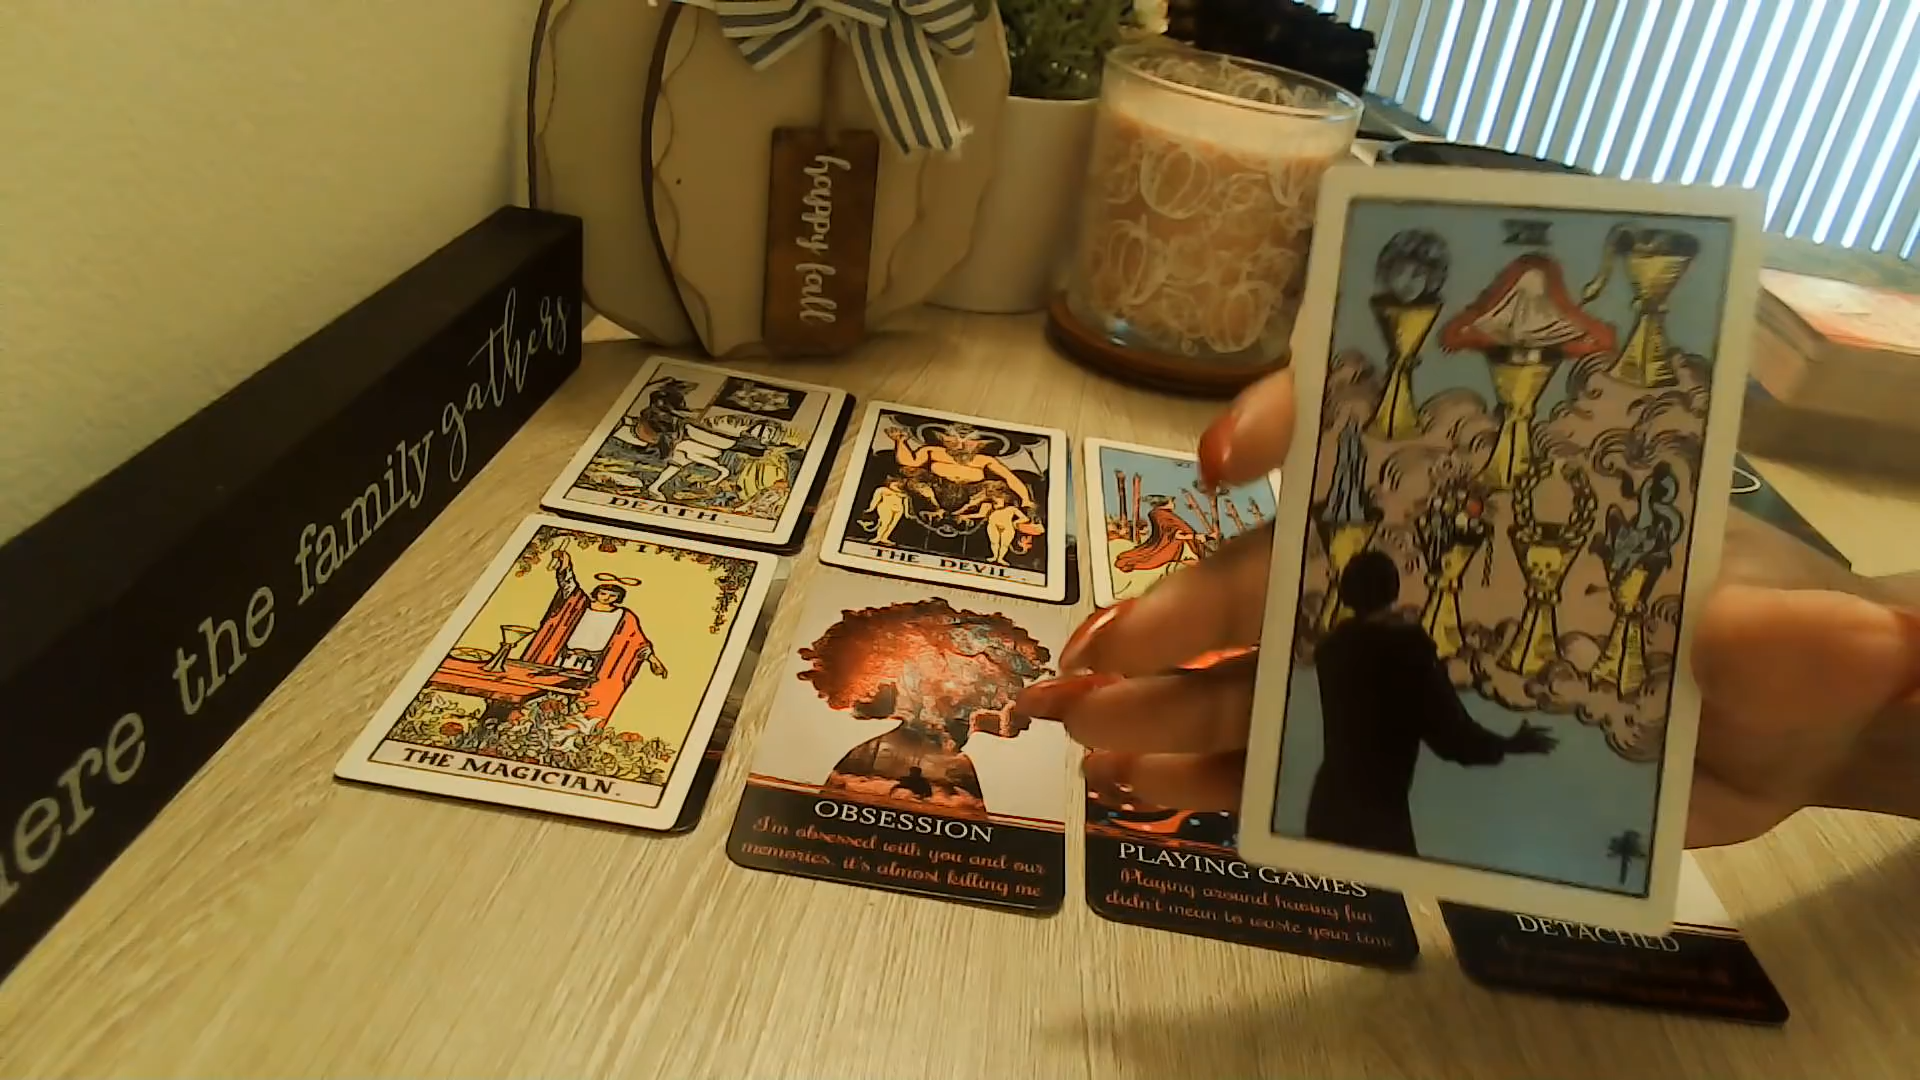 happy fall
here the family gathers
DEATH.
THE DEVIL.
I
THE MAGICIAN.
OBSESSION
I'm obsessed with you and our
memories, it's almost killing me
PLAYING GAMES
Playing around having fun
didn't mean to waste your time
DETACHED